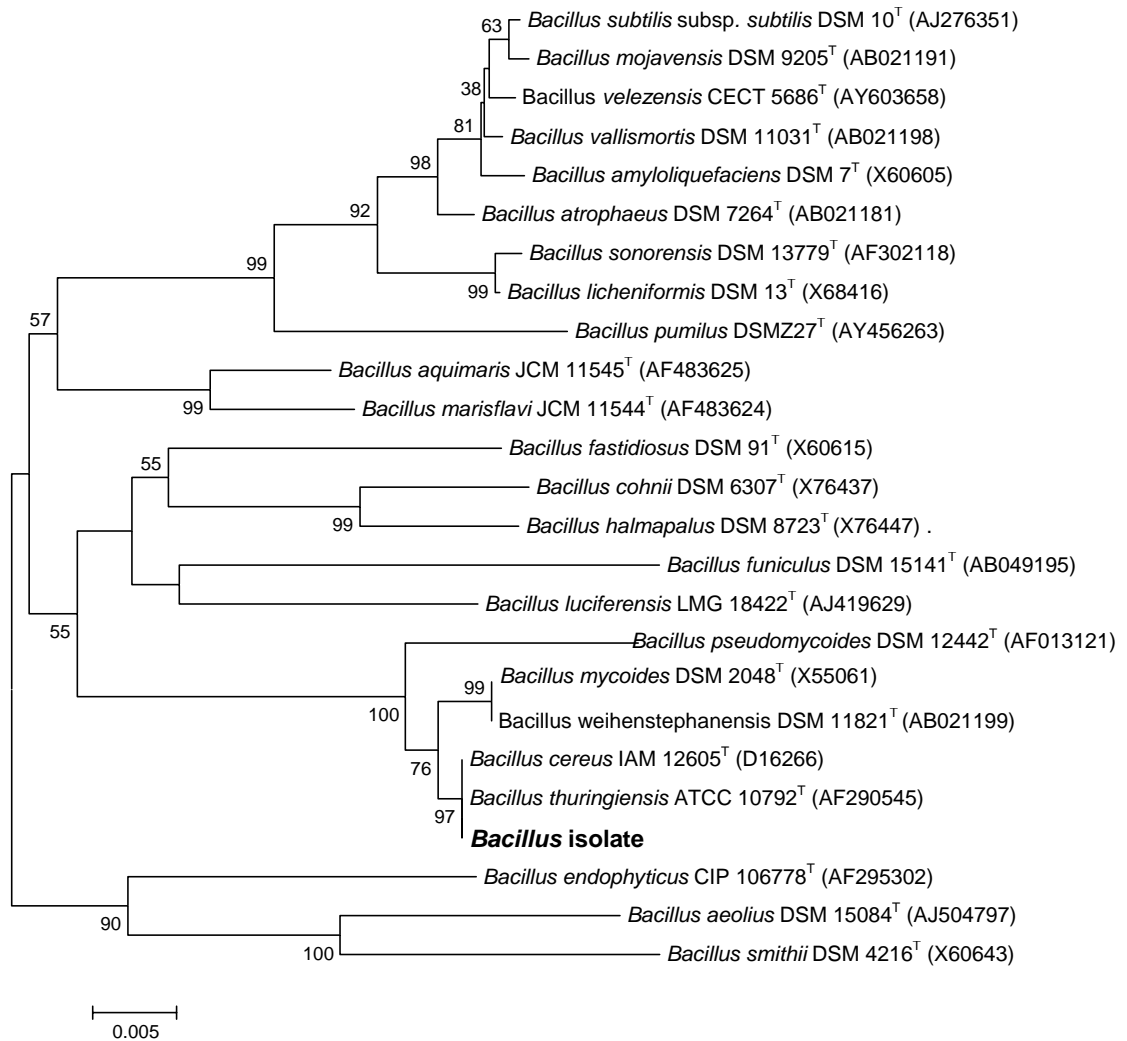 Bacillus subtilis subsp. subtilis DSM 10T (AJ276351)
63
Bacillus mojavensis DSM 9205T (AB021191)
38
Bacillus velezensis CECT 5686T (AY603658)
81
Bacillus vallismortis DSM 11031T (AB021198)
98
Bacillus amyloliquefaciens DSM 7T (X60605)
92
Bacillus atrophaeus DSM 7264T (AB021181)
99
Bacillus sonorensis DSM 13779T (AF302118)
99
Bacillus licheniformis DSM 13T (X68416)
57
Bacillus pumilus DSMZ27T (AY456263)
Bacillus aquimaris JCM 11545T (AF483625)
99
Bacillus marisflavi JCM 11544T (AF483624)
Bacillus fastidiosus DSM 91T (X60615)
55
Bacillus cohnii DSM 6307T (X76437)
99
Bacillus halmapalus DSM 8723T (X76447) .
Bacillus funiculus DSM 15141T (AB049195)
Bacillus luciferensis LMG 18422T (AJ419629)
55
Bacillus pseudomycoides DSM 12442T (AF013121)
Bacillus mycoides DSM 2048T (X55061)
99
100
Bacillus weihenstephanensis DSM 11821T (AB021199)
Bacillus cereus IAM 12605T (D16266)
76
Bacillus thuringiensis ATCC 10792T (AF290545)
97
Bacillus isolate
Bacillus endophyticus CIP 106778T (AF295302)
90
Bacillus aeolius DSM 15084T (AJ504797)
100
Bacillus smithii DSM 4216T (X60643)
0.005